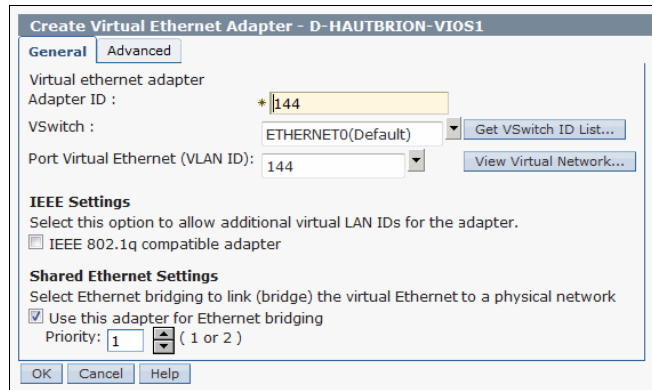 Create Virtual Ethernet Adapter - D-HAUTBRION-VIOS1
General Advanced
Virtual ethernet adapter
Adapter ID : * 144
VSwitch : ETHERNET0(Default) Get VSwitch ID List...
Port Virtual Ethernet (VLAN ID): 144 View Virtual Network...
IEEE Settings
Select this option to allow additional virtual LAN IDs for the adapter.
IEEE 802.1q compatible adapter
Shared Ethernet Settings
Select Ethernet bridging to link (bridge) the virtual Ethernet to a physical network
Use this adapter for Ethernet bridging
Priority: 1 ( 1 or 2 )
OK Cancel Help